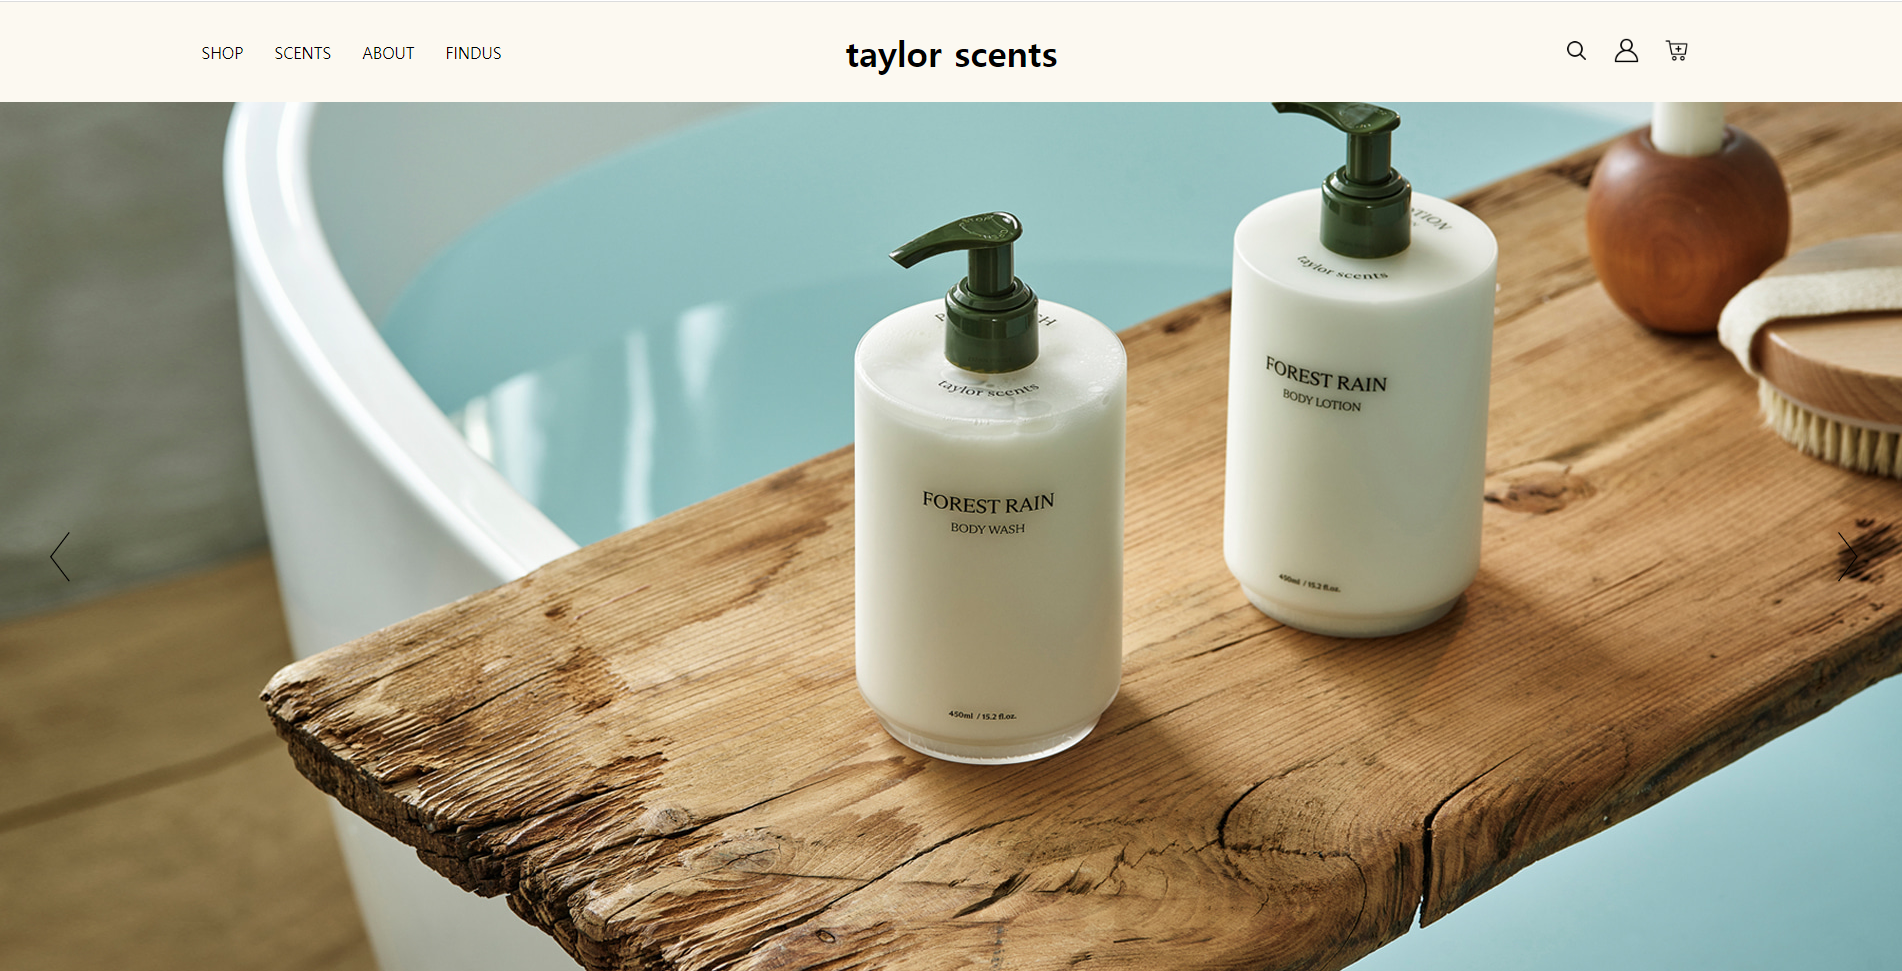 SHOP SCENTS ABOUT FINDUS
taylor scents
taylor scents
FOREST RAIN
BODY WASH
450ml / 15.2 fl.oz.
taylor scents
FOREST RAIN
BODY LOTION
450ml / 15.2 fl.oz.